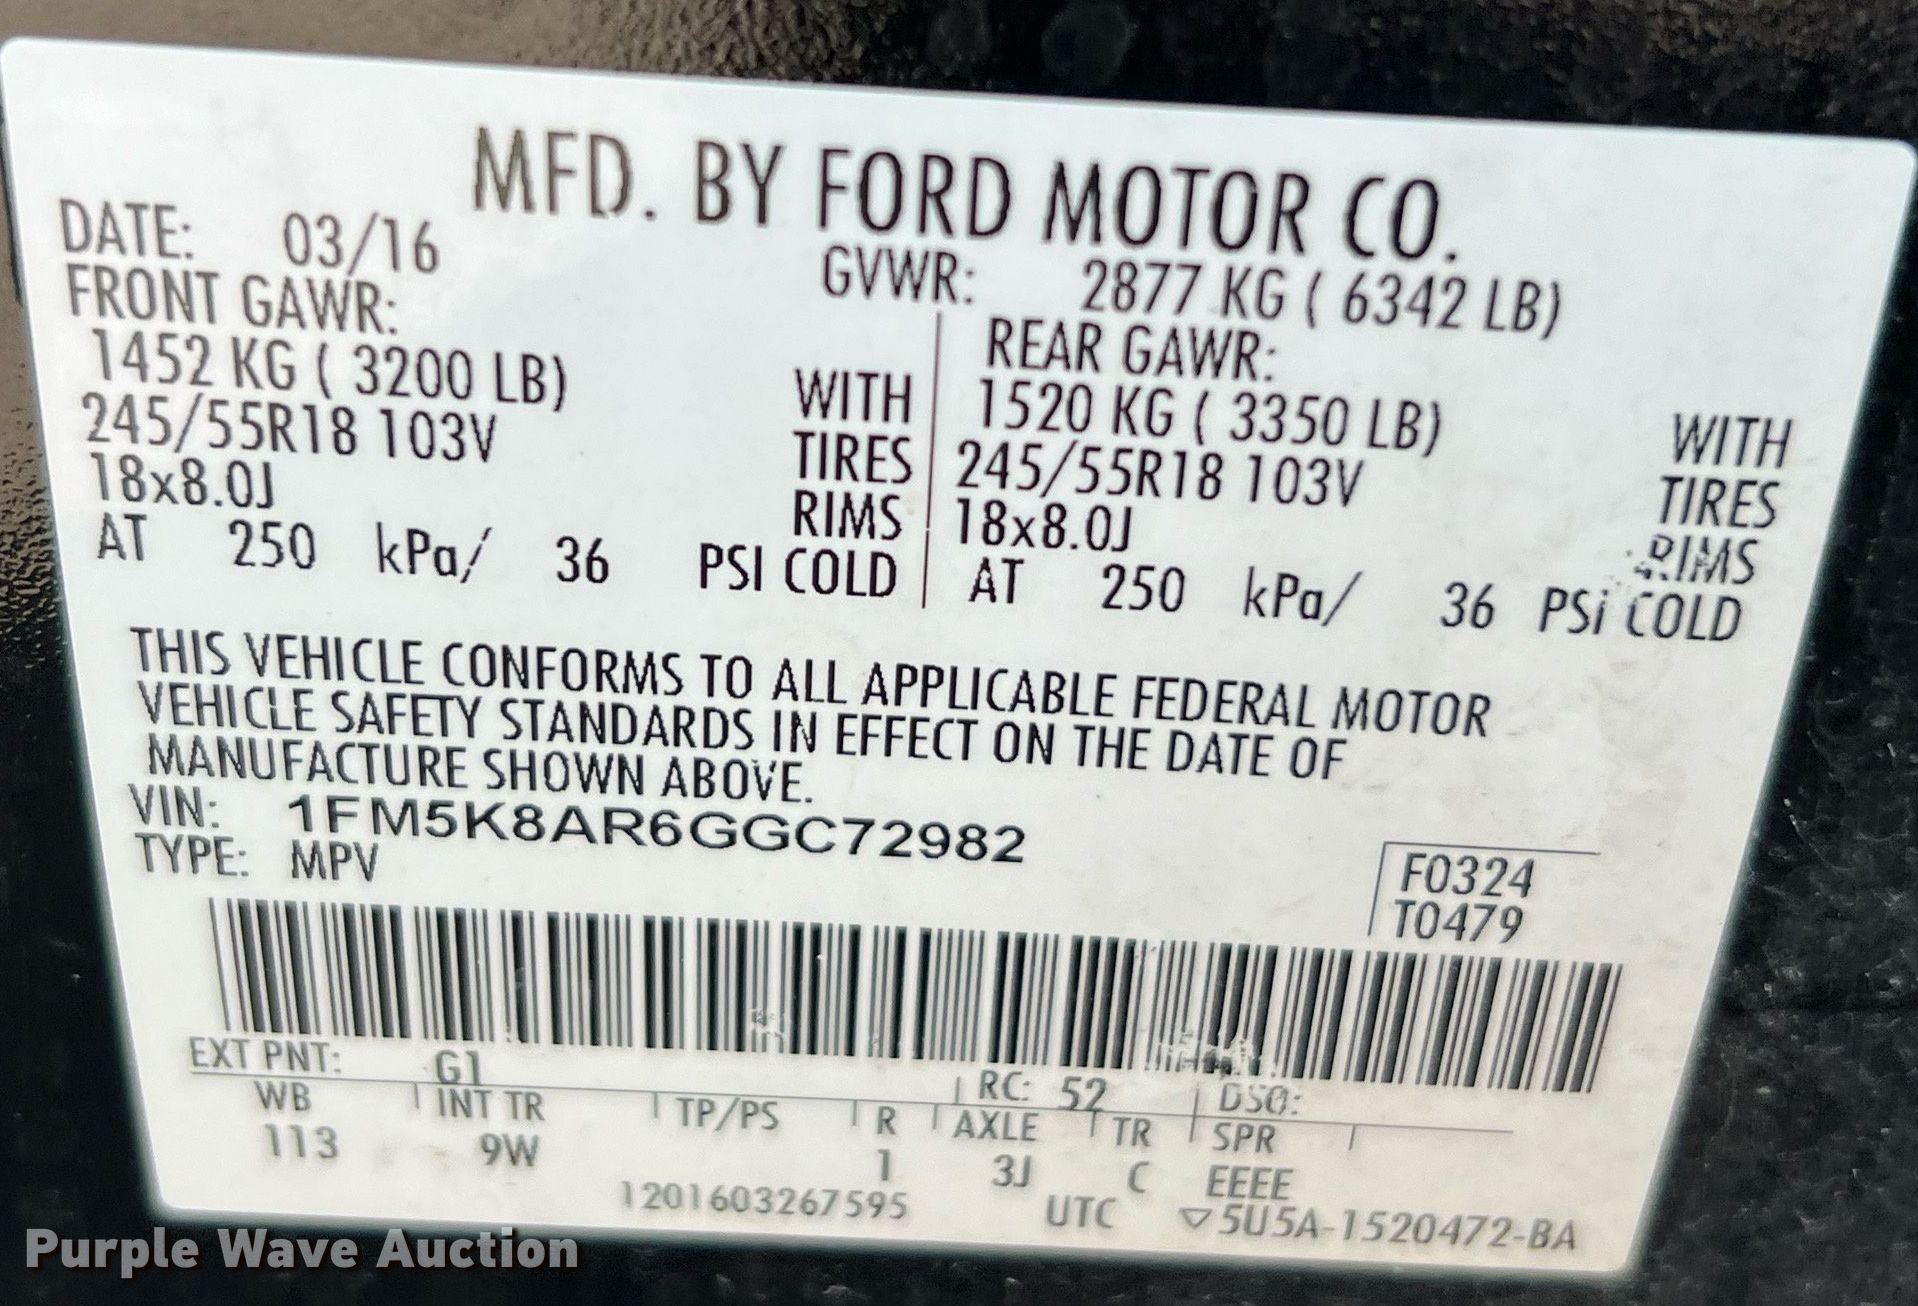 MFD. BY FORD MOTOR CO.
DATE: 03/16
GVWR: 2877 KG ( 6342 LB)
FRONT GAWR:
1452 KG ( 3200 LB) WITH
245/55R18 103V TIRES
18x8.0J RIMS
AT 250 kPa/ 36 PSI COLD
REAR GAWR:
1520 KG ( 3350 LB) WITH
245/55R18 103V TIRES
18x8.0J RIMS
AT 250 kPa/ 36 PSI COLD
THIS VEHICLE CONFORMS TO ALL APPLICABLE FEDERAL MOTOR
VEHICLE SAFETY STANDARDS IN EFFECT ON THE DATE OF
MANUFACTURE SHOWN ABOVE.
VIN: 1FM5K8AR6GGC72982
TYPE: MPV
F0324
T0479
EXT PNT: G1 RC: 52 DSO:
WB INT TR TP/PS R AXLE TR SPR
113 9W 1 3J C EEEE
1201603267595 UTC ▽5U5A-1520472-BA
Purple Wave Auction